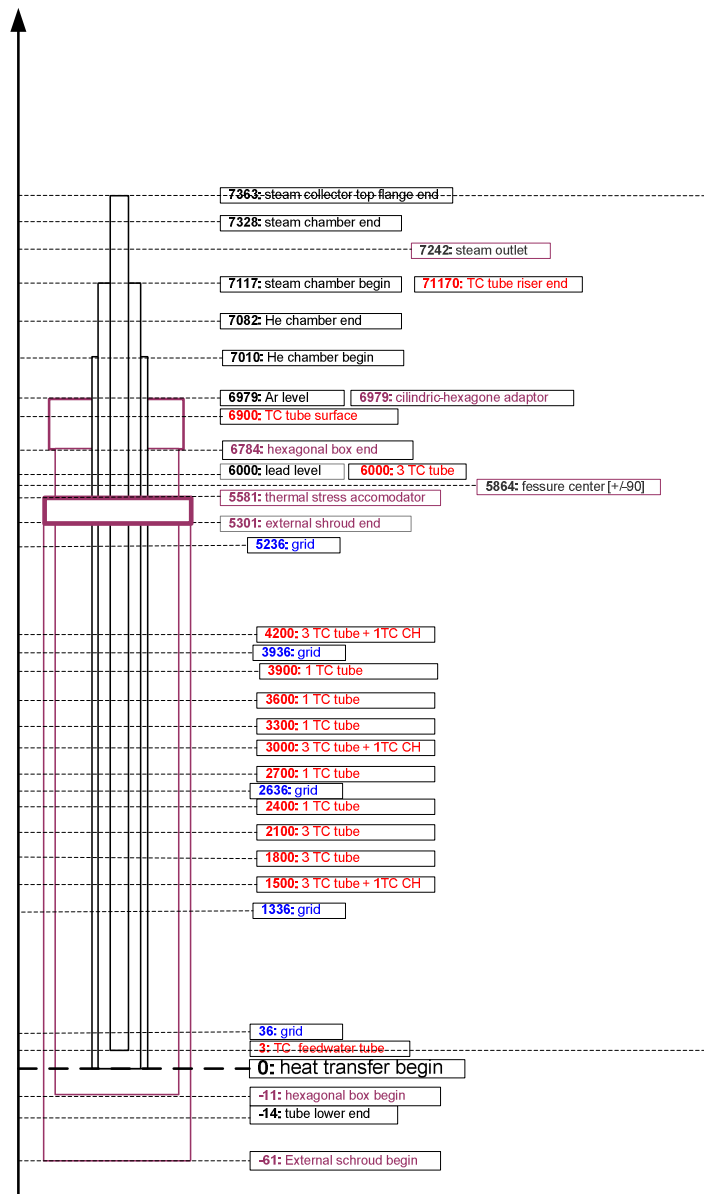 7363: steam collector top flange end
7328: steam chamber end
7242: steam outlet
7117: steam chamber begin 71170: TC tube riser end
7082: He chamber end
7010: He chamber begin
6979: Ar level 6979: cilindric-hexagone adaptor
6900: TC tube surface
6784: hexagonal box end
6000: lead level 6000: 3 TC tube
5864: fessure center [+/-90]
5581: thermal stress accomodator
5301: external shroud end
5236: grid
4200: 3 TC tube + 1TC CH
3936: grid
3900: 1 TC tube
3600: 1 TC tube
3300: 1 TC tube
3000: 3 TC tube + 1TC CH
2700: 1 TC tube
2636: grid
2400: 1 TC tube
2100: 3 TC tube
1800: 3 TC tube
1500: 3 TC tube + 1TC CH
1336: grid
36: grid
3: TC feedwater tube
0: heat transfer begin
-11: hexagonal box begin
-14: tube lower end
-61: External schroud begin